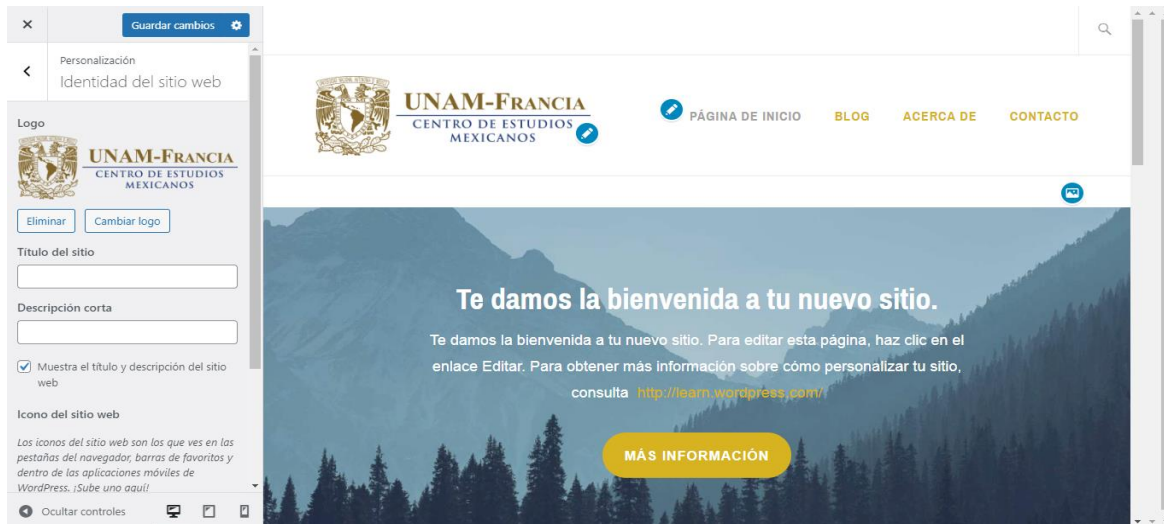 Guardar cambios
Personalización
Identidad del sitio web
Logo
UNAM-FRANCIA
CENTRO DE ESTUDIOS
MEXICANOS
Eliminar
Cambiar logo
Título del sitio
Descripción corta
Muestra el título y descripción del sitio
web
Icono del sitio web
Los iconos del sitio web son los que ves en las
pestañas del navegador, barras de favoritos y
dentro de las aplicaciones móviles de
WordPress. ¡Sube uno aquí!
Ocultar controles
UNAM-FRANCIA
CENTRO DE ESTUDIOS
MEXICANOS
PÁGINA DE INICIO BLOG ACERCA DE CONTACTO
Te damos la bienvenida a tu nuevo sitio.
Te damos la bienvenida a tu nuevo sitio. Para editar esta página, haz clic en el
enlace Editar. Para obtener más información sobre cómo personalizar tu sitio,
consulta http://learn.wordpress.com/
MÁS INFORMACIÓN